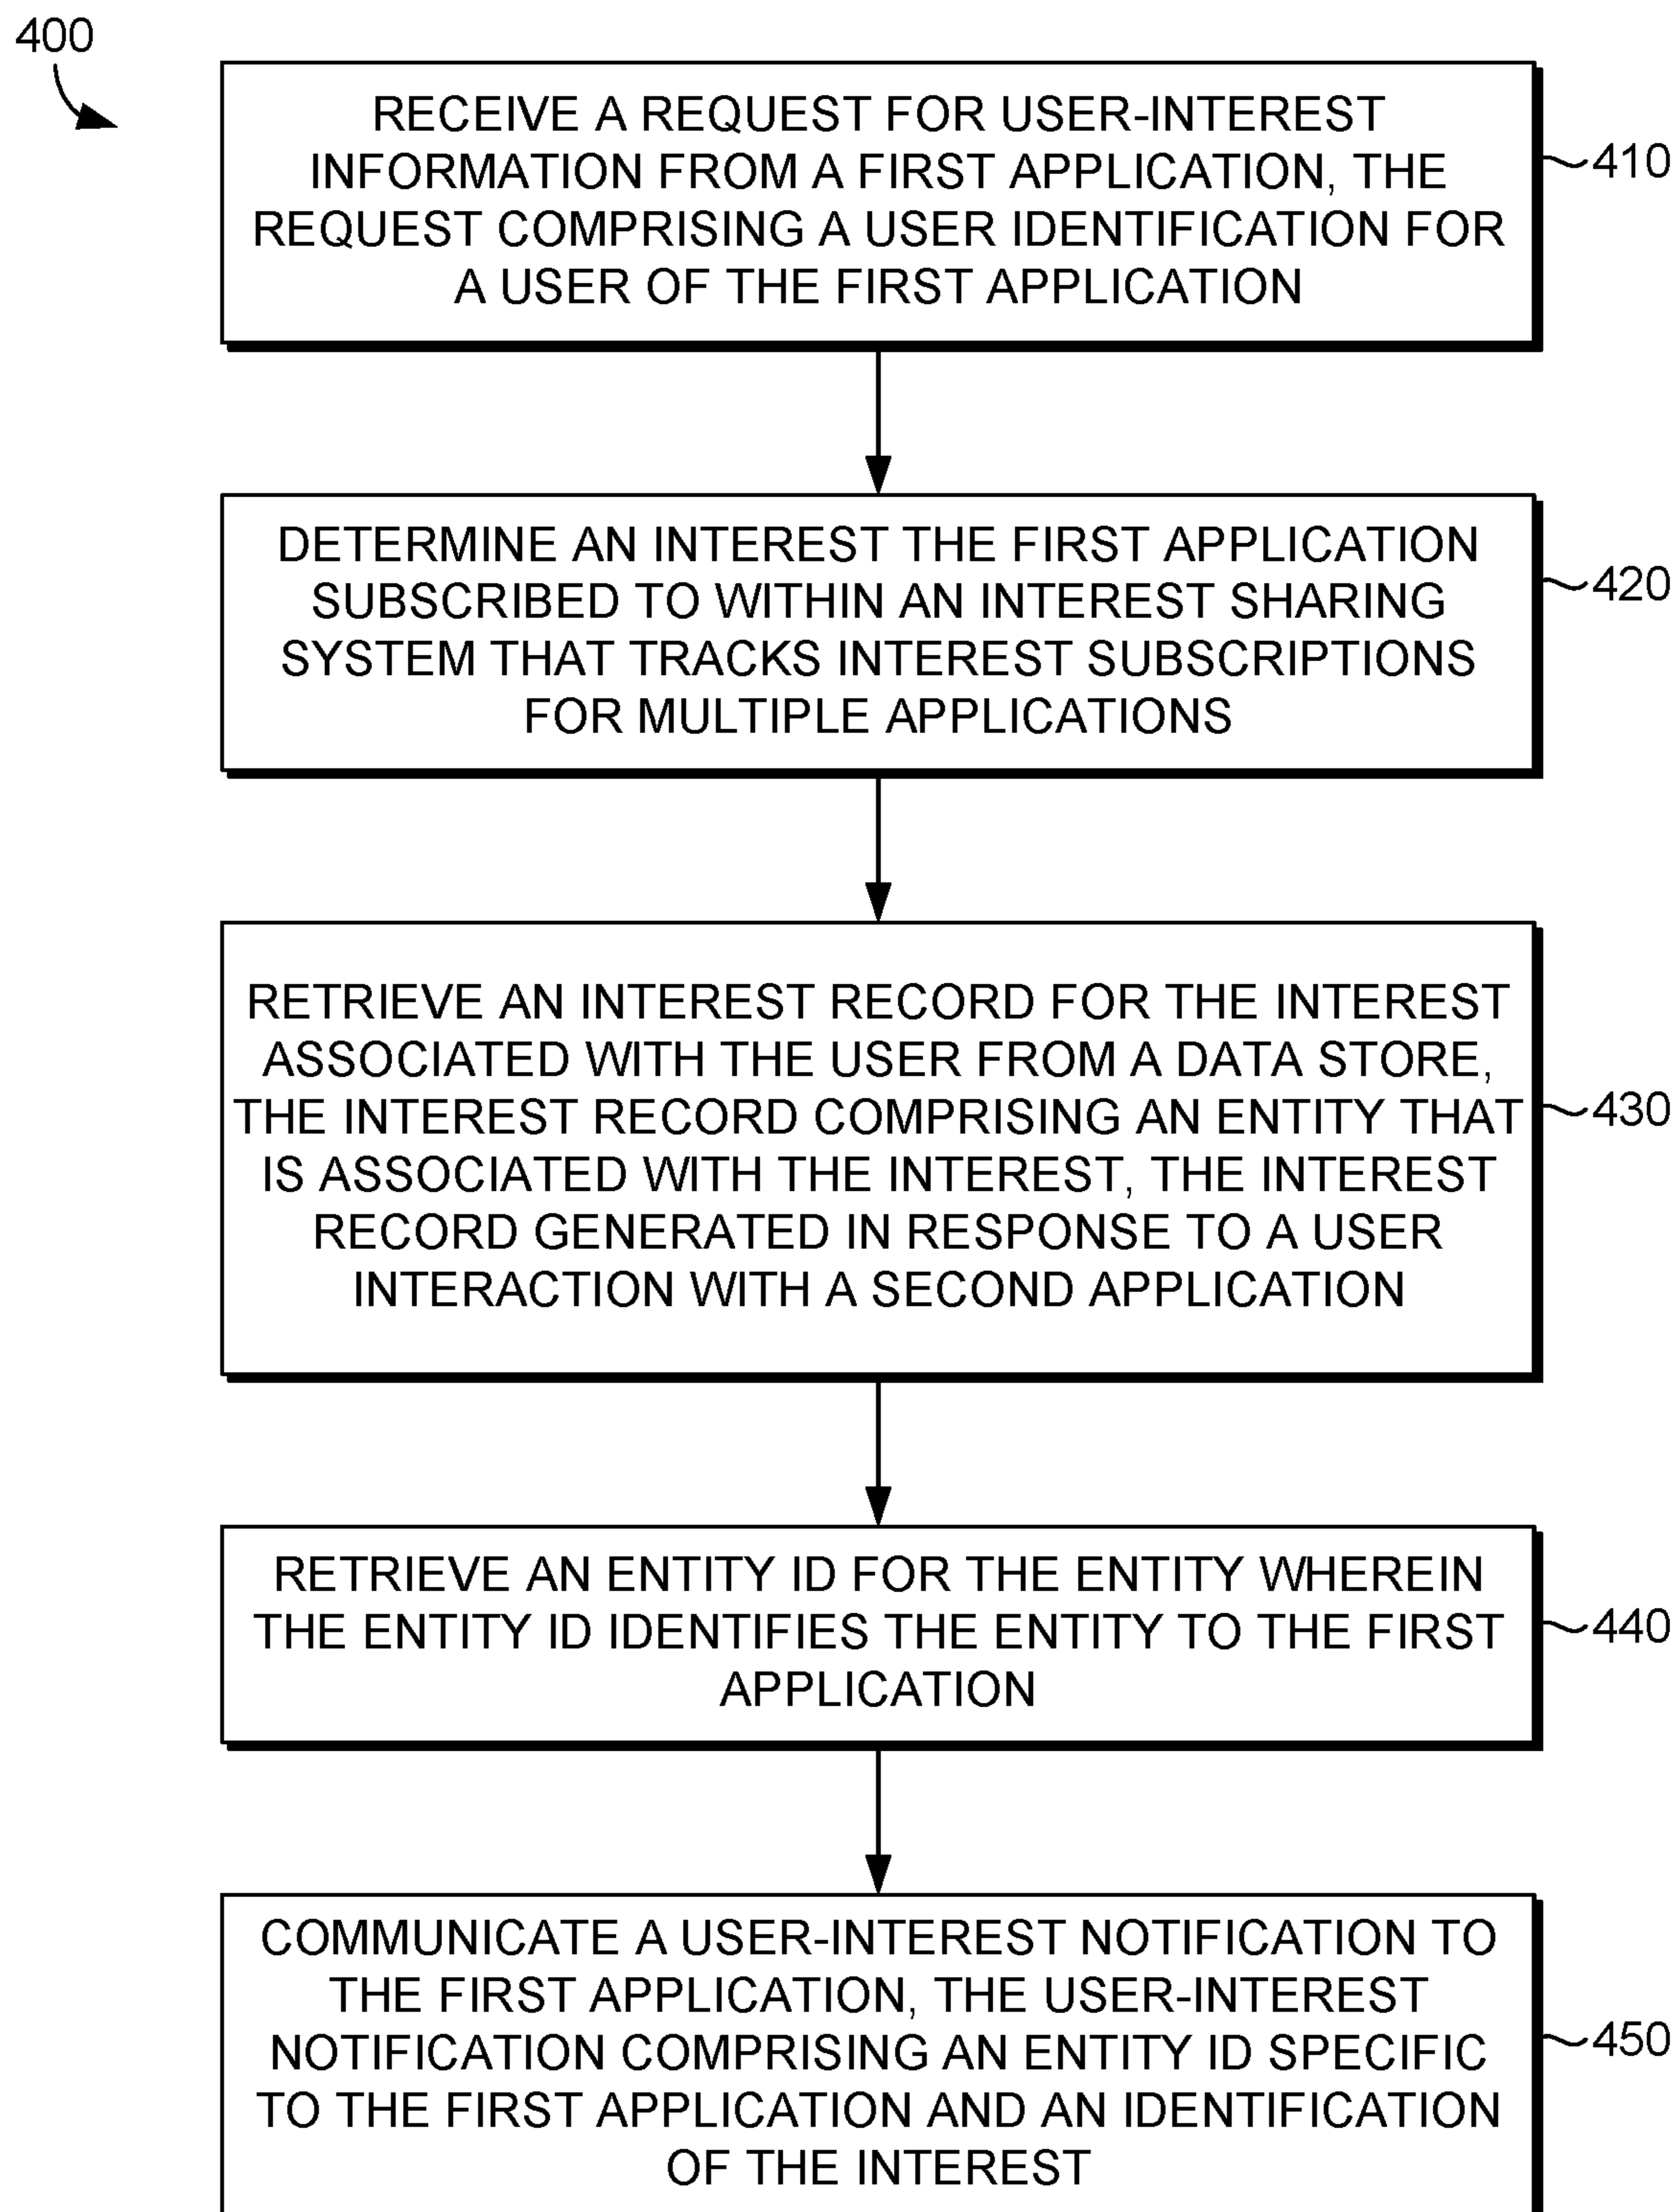 400
RECEIVE A REQUEST FOR USER-INTEREST
INFORMATION FROM A FIRST APPLICATION, THE
REQUEST COMPRISING A USER IDENTIFICATION FOR
A USER OF THE FIRST APPLICATION
410
DETERMINE AN INTEREST THE FIRST APPLICATION
SUBSCRIBED TO WITHIN AN INTEREST SHARING
SYSTEM THAT TRACKS INTEREST SUBSCRIPTIONS
FOR MULTIPLE APPLICATIONS
420
RETRIEVE AN INTEREST RECORD FOR THE INTEREST
ASSOCIATED WITH THE USER FROM A DATA STORE,
THE INTEREST RECORD COMPRISING AN ENTITY THAT
IS ASSOCIATED WITH THE INTEREST, THE INTEREST
RECORD GENERATED IN RESPONSE TO A USER
INTERACTION WITH A SECOND APPLICATION
430
RETRIEVE AN ENTITY ID FOR THE ENTITY WHEREIN
THE ENTITY ID IDENTIFIES THE ENTITY TO THE FIRST
APPLICATION
440
COMMUNICATE A USER-INTEREST NOTIFICATION TO
THE FIRST APPLICATION, THE USER-INTEREST
NOTIFICATION COMPRISING AN ENTITY ID SPECIFIC
TO THE FIRST APPLICATION AND AN IDENTIFICATION
OF THE INTEREST
450